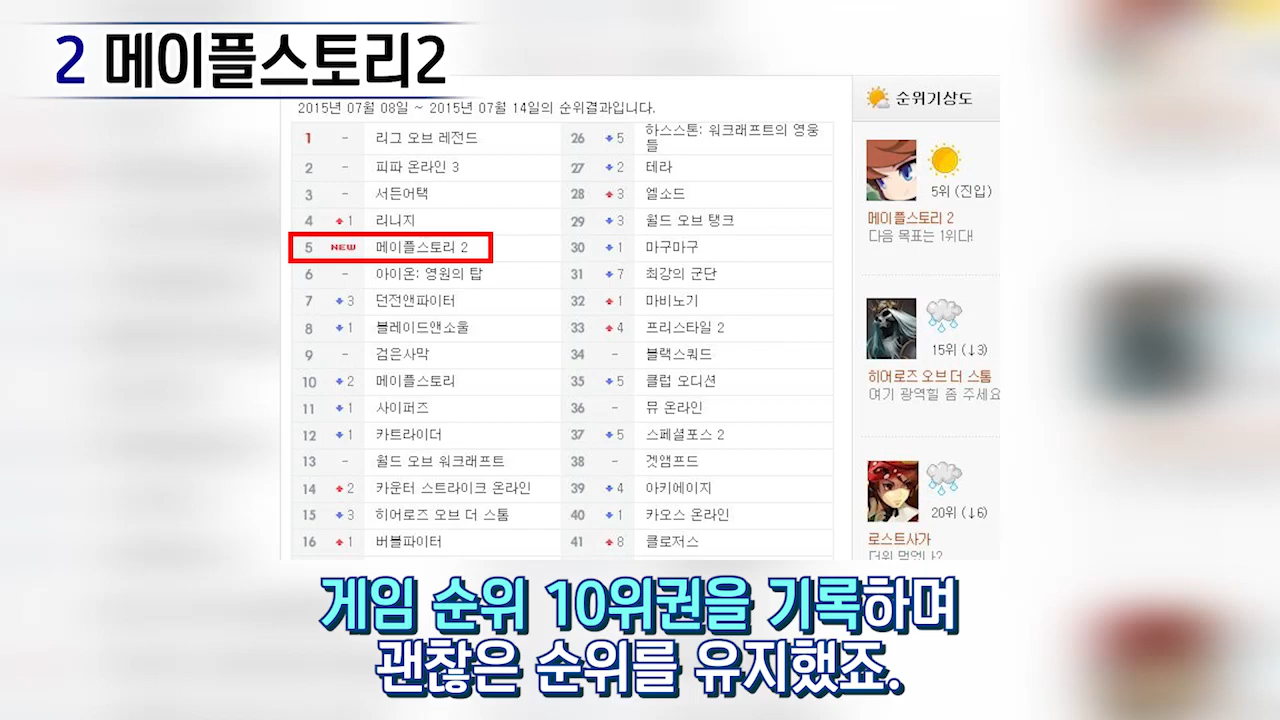 2 메이플스토리2
2015년 07월 08일 ~ 2015년 07월 14일의 순위결과입니다.
1 - 리그 오브 레전드
2 - 피파 온라인 3
3 - 서든어택
4 1 리니지
5 NEW 메이플스토리 2
6 - 아이온: 영원의 탑
7 3 던전앤파이터
8 1 블레이드앤소울
9 - 검은사막
10 2 메이플스토리
11 1 사이퍼즈
12 1 카트라이더
13 - 월드 오브 워크래프트
14 2 카운터 스트라이크 온라인
15 3 히어로즈 오브 더 스톰
16 1 버블파이터
26 5 하스스톤: 워크래프트의 영웅
들
27 2 테라
28 3 엘소드
29 3 월드 오브 탱크
30 1 마구마구
31 7 최강의 군단
32 1 마비노기
33 4 프리스타일 2
34 - 블랙스쿼드
35 5 클럽 오디션
36 - 뮤 온라인
37 5 스페셜포스 2
38 - 겟앰프드
39 4 아키에이지
40 1 카오스 온라인
41 8 클로저스
순위기상도
5위 (진입)
메이플스토리 2
다음 목표는 1위다!
15위 (↓3)
히어로즈 오브 더 스톰
여기 광역힐 좀 주세요
20위 (↓6)
로스트사가
더위 먹었나?
게임 순위 10위권을 기록하며
괜찮은 순위를 유지했죠.